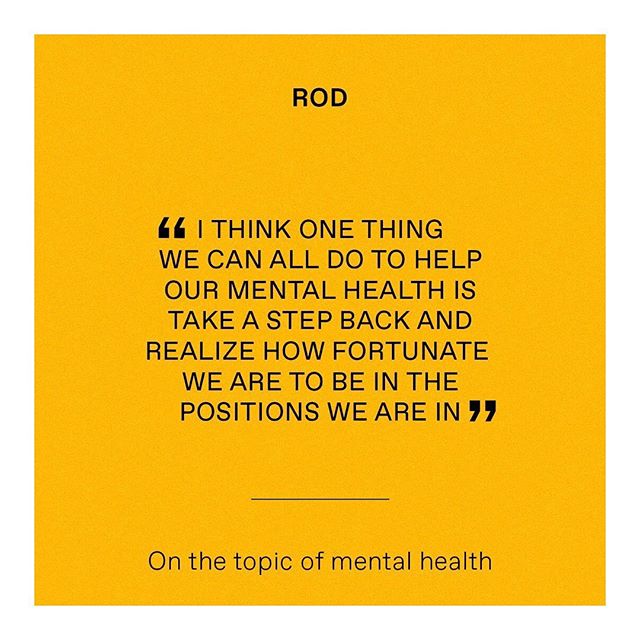 ROD
❝ I THINK ONE THING
WE CAN ALL DO TO HELP
OUR MENTAL HEALTH IS
TAKE A STEP BACK AND
REALIZE HOW FORTUNATE
WE ARE TO BE IN THE
POSITIONS WE ARE IN ❞
On the topic of mental health